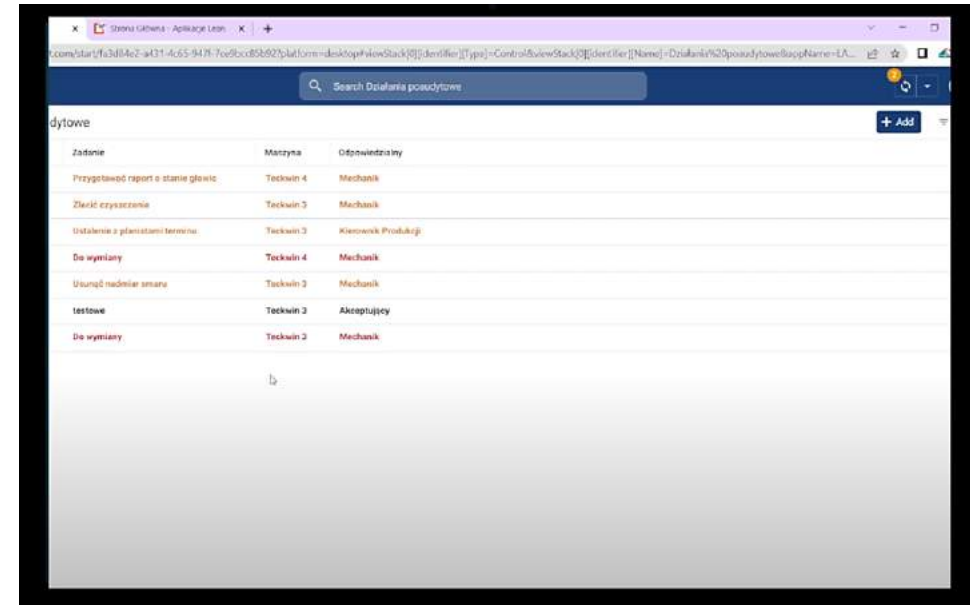 Strona Główna - Aplikacje Leon
Search Działania poaudytowe
2
dytowe
+ Add
Zadanie Maszyna Odpowiedzialny
Przygotować raport o stanie głowic Teckwin 4 Mechanik
Zlecić czyszczenie Teckwin 3 Mechanik
Ustalenie z planistami terminu Teckwin 3 Kierownik Produkcji
Do wymiany Teckwin 4 Mechanik
Usunąć nadmiar smaru Teckwin 3 Mechanik
testowe Teckwin 3 Akceptujący
Do wymiany Teckwin 3 Mechanik